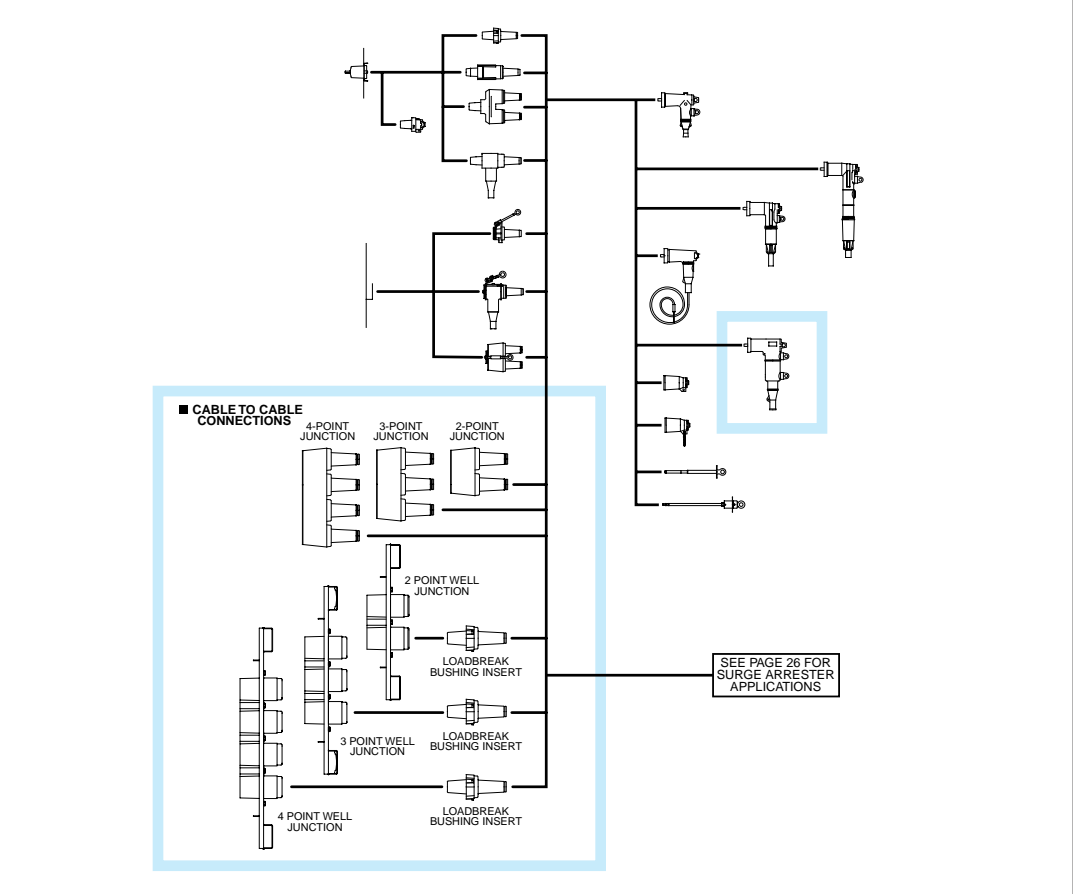 ■ CABLE TO CABLE
CONNECTIONS
4-POINT
JUNCTION
3-POINT
JUNCTION
2-POINT
JUNCTION
2 POINT WELL
JUNCTION
LOADBREAK
BUSHING INSERT
SEE PAGE 26 FOR
SURGE ARRESTER
APPLICATIONS
3 POINT WELL
JUNCTION
LOADBREAK
BUSHING INSERT
4 POINT WELL
JUNCTION
LOADBREAK
BUSHING INSERT